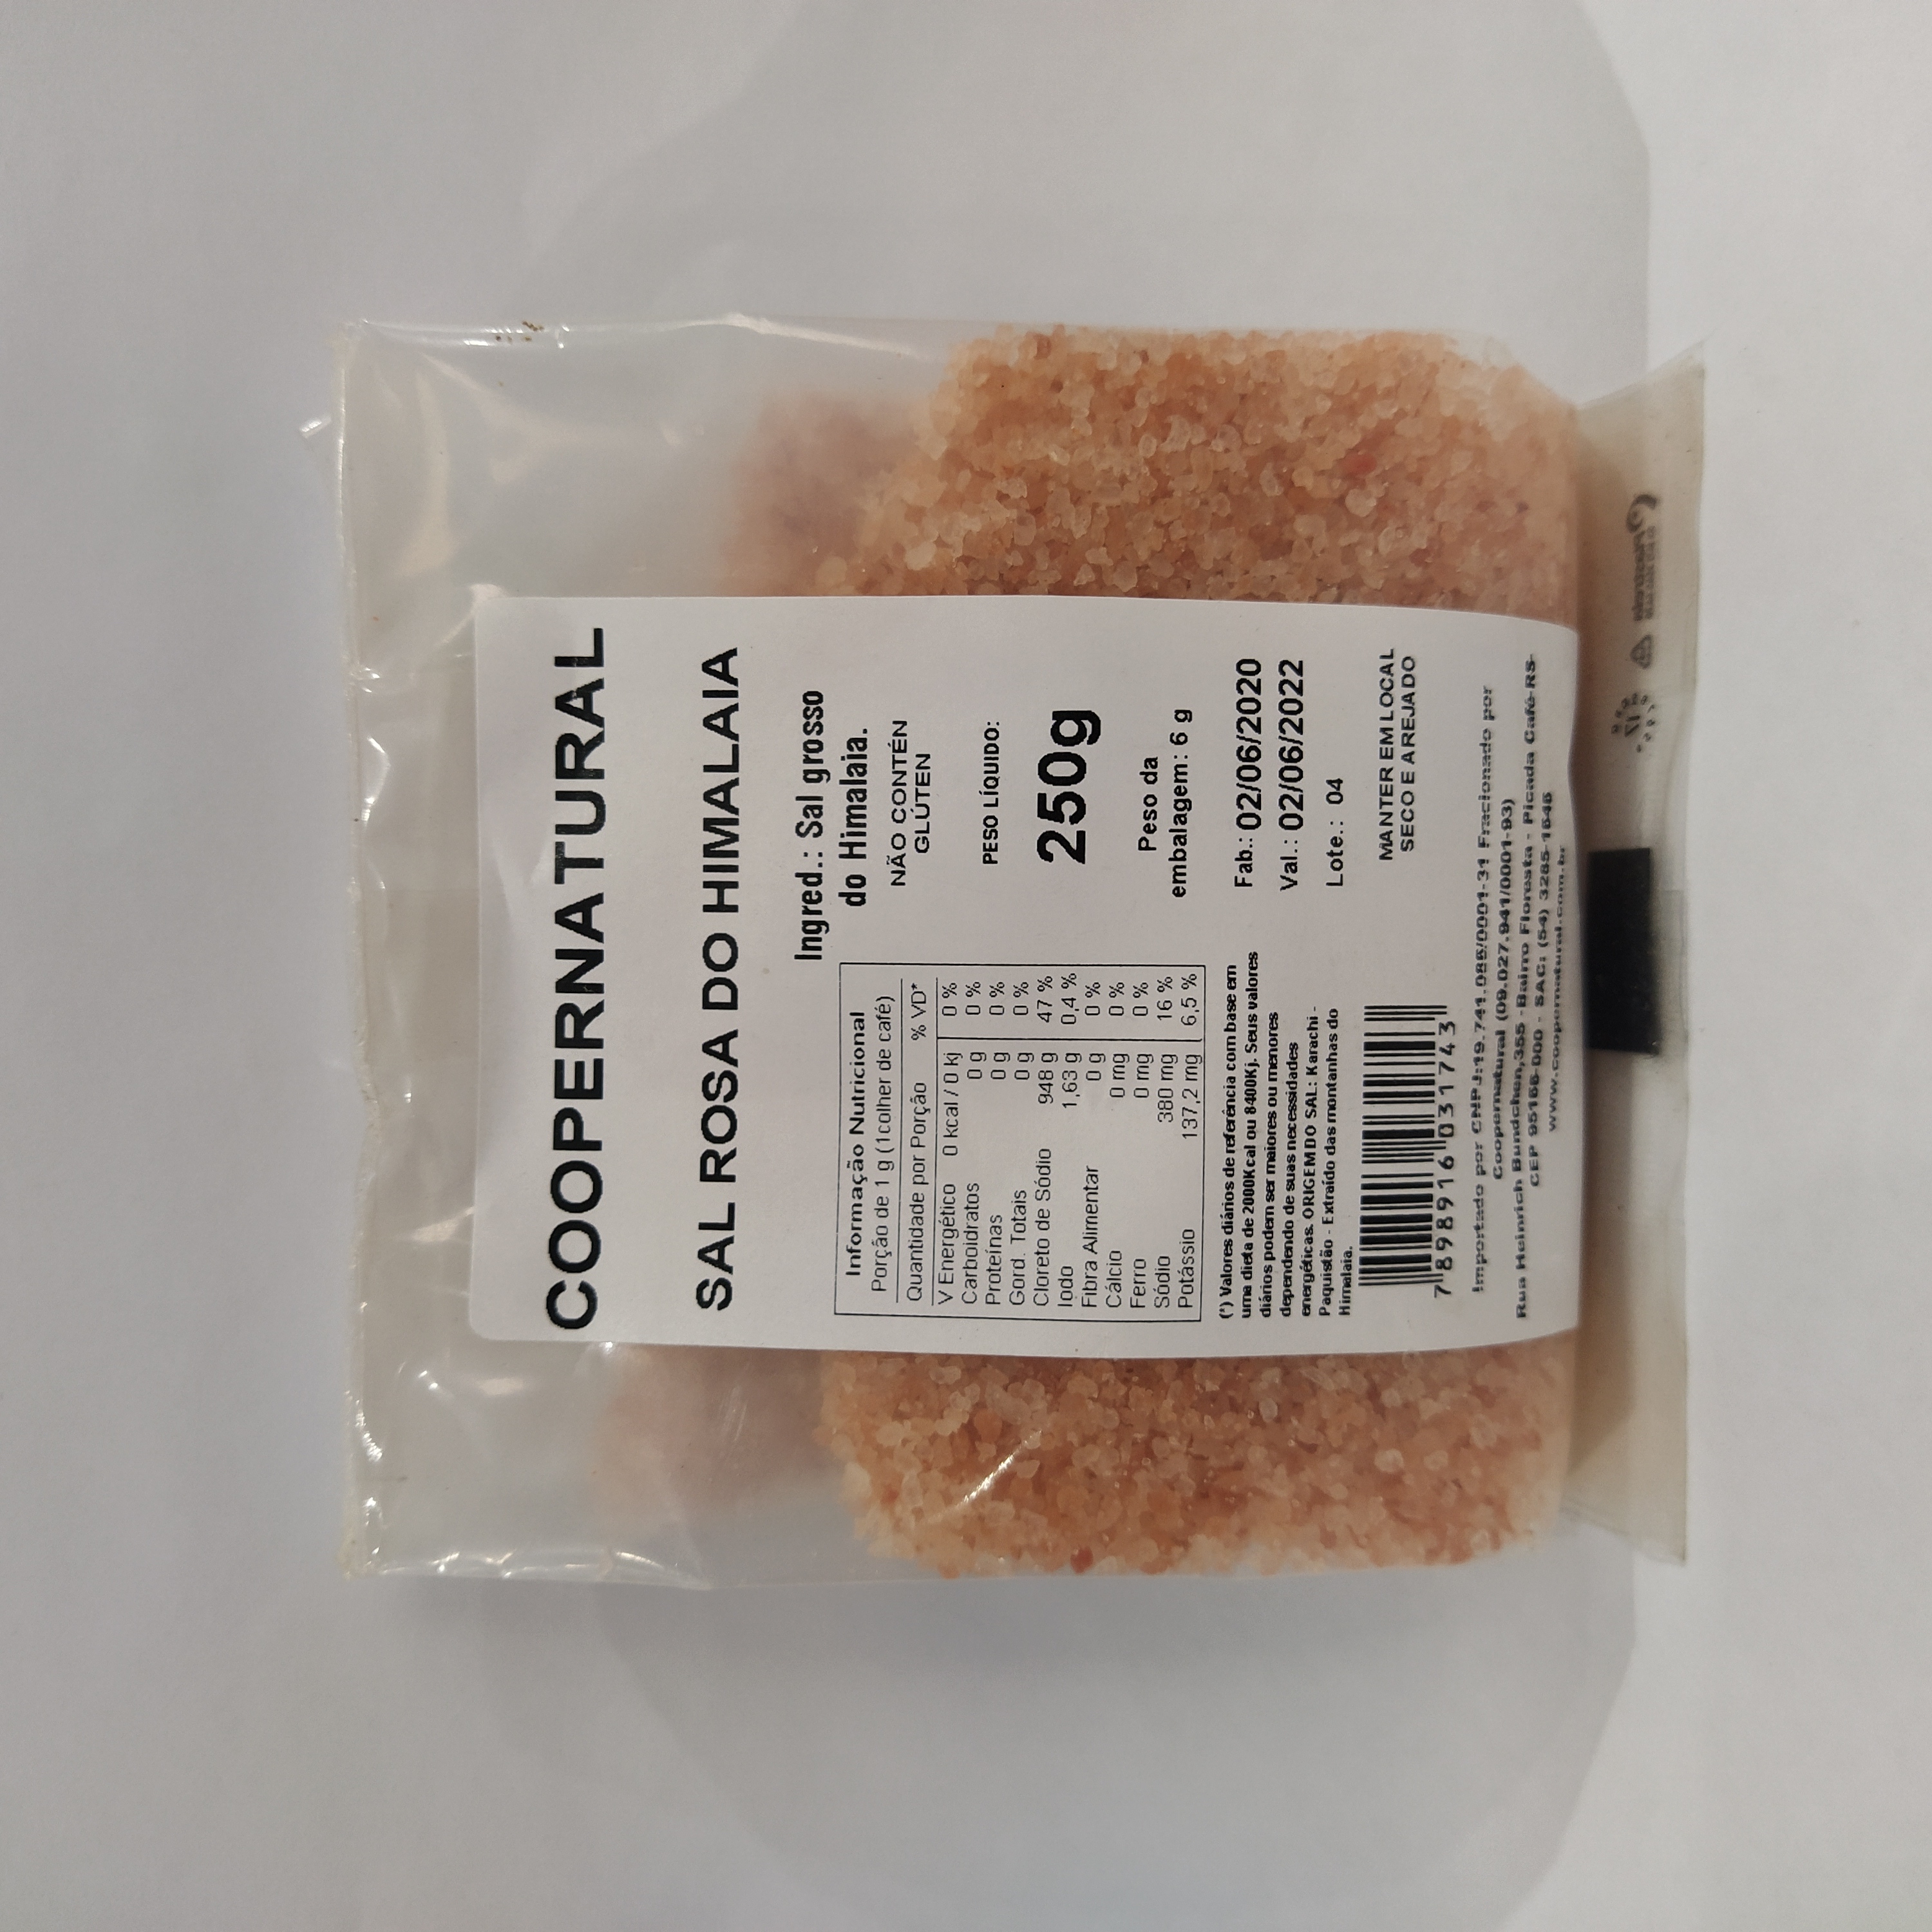 COOPERNATURAL
SAL ROSA DO HIMALAIA
Ingred.: Sal grosso
do Himalaia.
NÃO CONTÉN
GLÚTEN
Informação Nutricional
Porção de 1 g (1colher de café)
Quantidade por Porção % VD*
V Energético 0 kcal / 0 kj 0 %
Carboidratos 0 g 0 %
Proteínas 0 g 0 %
Gord. Totais 0 g 0 %
Cloreto de Sódio 948 g 47 %
Iodo 1,63 g 0,4 %
Fibra Alimentar 0 g 0 %
Cálcio 0 mg 0 %
Ferro 0 mg 0 %
Sódio 380 mg 16 %
Potássio 137,2 mg 6,5 %
PESO LÍQUIDO:
250g
Peso da
embalagem: 6 g
(*) Valores diários de referência com base em
uma dieta de 2000Kcal ou 8400Kj. Seus valores
diários podem ser maiores ou menores
dependendo de suas necessidades
energéticas. ORIGEM DO SAL: Karachi -
Paquistão - Extraído das montanhas do
Himalaia.
Fab.: 02/06/2020
Val.: 02/06/2022
Lote.: 04
MANTER EM LOCAL
SECO E AREJADO
7 898916 031743
Importado por CNPJ:19.741.086/0001-31 Fracionado por
Coopernatural (09.027.941/0001-93)
Rua Heinrich Bundchen,355 -Bairro Floresta - Picada Café-RS-
CEP 95166-000 - SAC: (54) 3285-1646
www.coopernatural.com.br